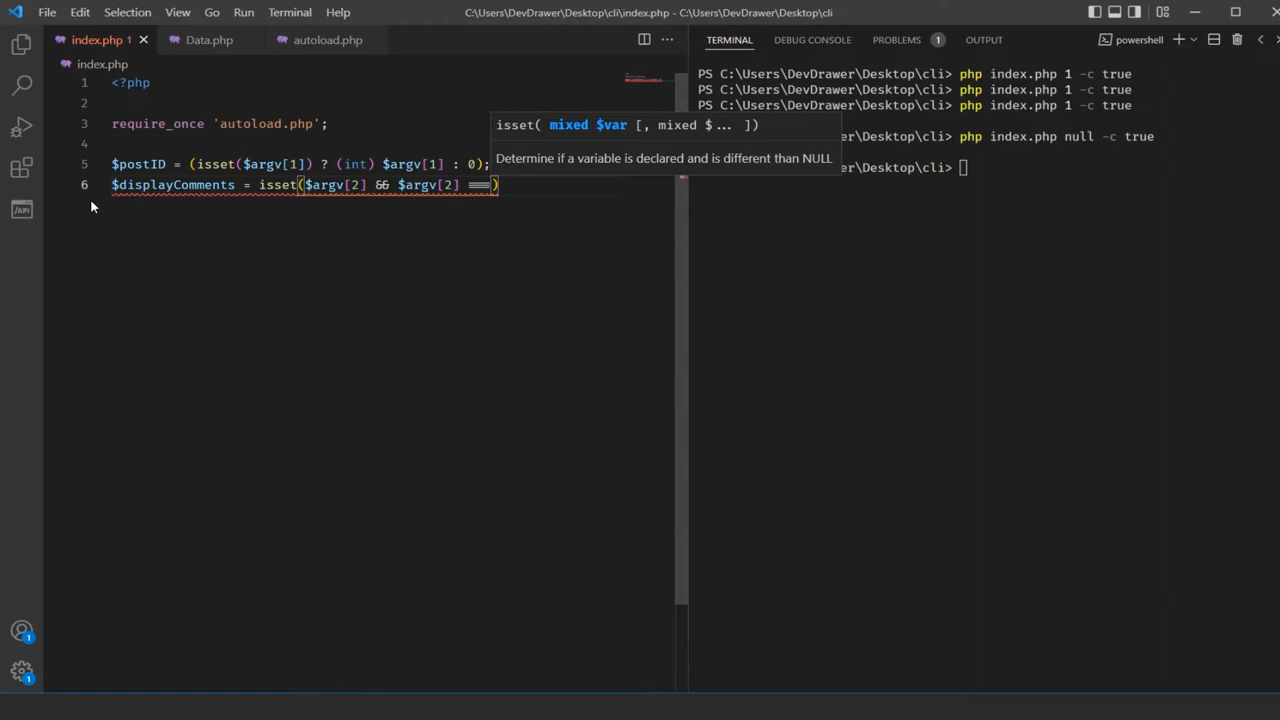 File Edit Selection View Go Run Terminal Help C:\Users\DevDrawer\Desktop\cli\index.php - C:\Users\DevDrawer\Desktop\cli
index.php 1 Data.php autoload.php
index.php
1 <?php
2
3 require_once 'autoload.php';
4
5 $postID = (isset($argv[1]) ? (int) $argv[1] : 0);
6 $displayComments = isset($argv[2] && $argv[2] ===)
isset( mixed $var [, mixed $... ])
Determine if a variable is declared and is different than NULL
/API
1
1
TERMINAL DEBUG CONSOLE PROBLEMS 1 OUTPUT powershell
PS C:\Users\DevDrawer\Desktop\cli> php index.php 1 -c true
PS C:\Users\DevDrawer\Desktop\cli> php index.php 1 -c true
PS C:\Users\DevDrawer\Desktop\cli> php index.php 1 -c true
rawer\Desktop\cli> php index.php null -c true
rawer\Desktop\cli>